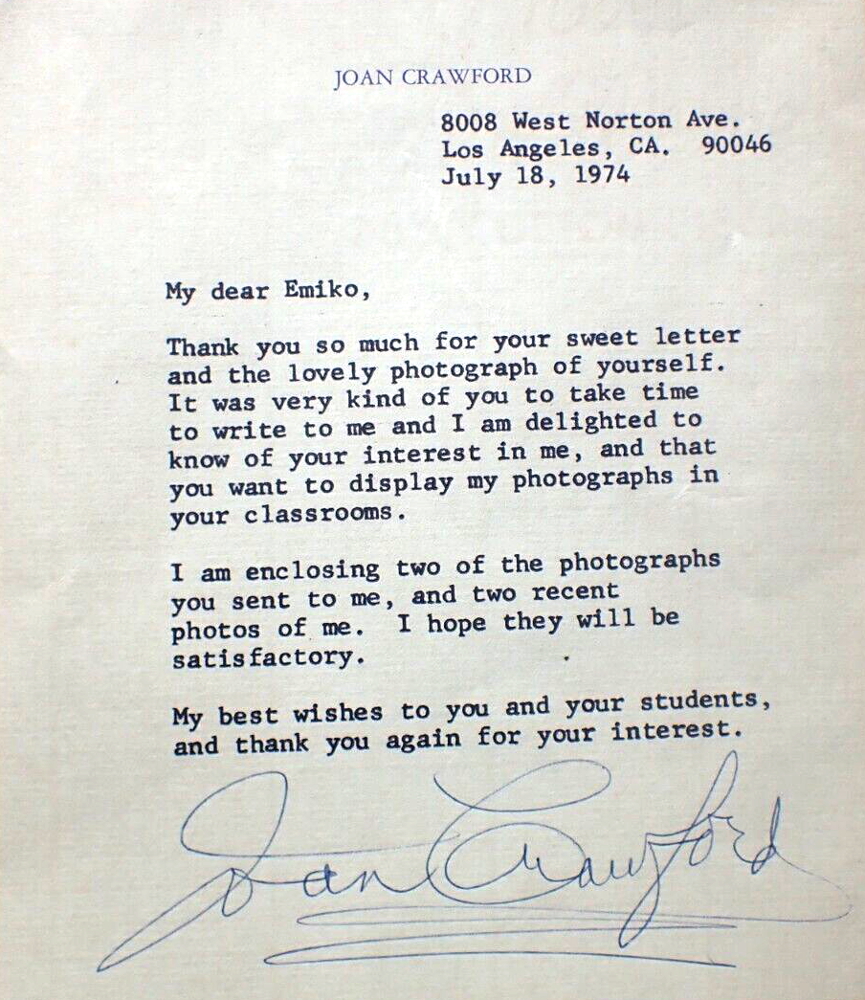 JOAN CRAWFORD
8008 West Norton Ave.
Los Angeles, CA. 90046
July 18, 1974
My dear Emiko,
Thank you so much for your sweet letter
and the lovely photograph of yourself.
It was very kind of you to take time
to write to me and I am delighted to
know of your interest in me, and that
you want to display my photographs in
your classrooms.
I am enclosing two of the photographs
you sent to me, and two recent
photos of me. I hope they will be
satisfactory.
My best wishes to you and your students,
and thank you again for your interest.
Joan Crawford